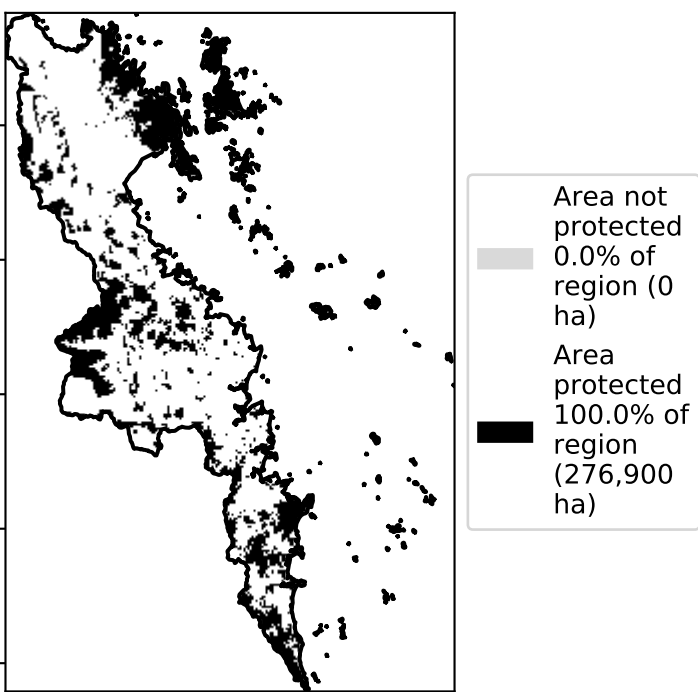 Area not
protected
0.0% of
region (0
ha)
Area
protected
100.0% of
region
(276,900
ha)